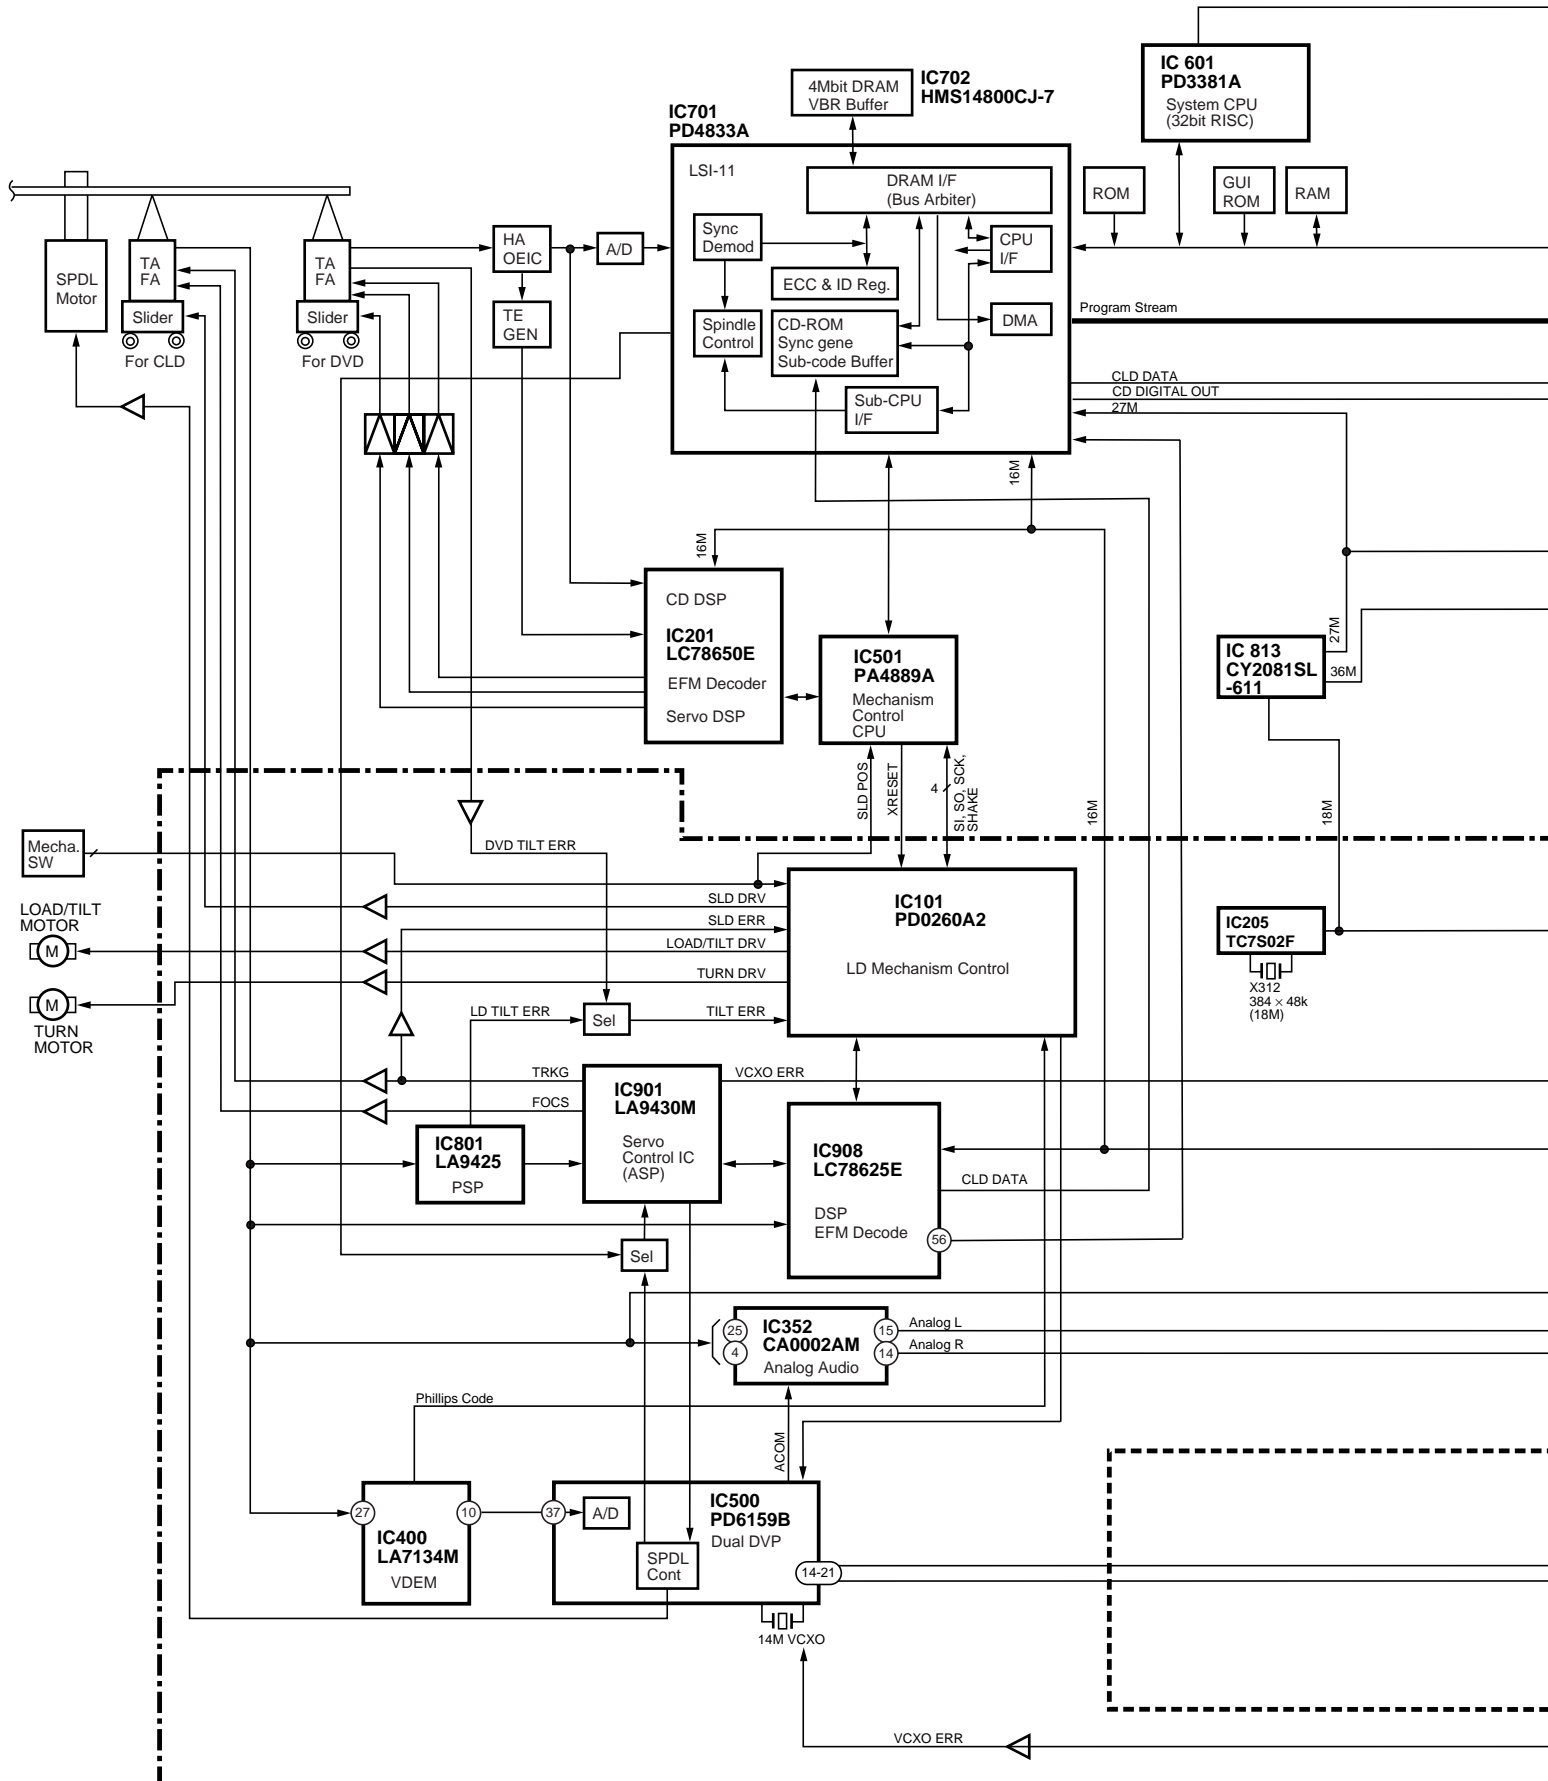 IC 601
PD3381A
System CPU
(32bit RISC)
4Mbit DRAM
VBR Buffer
IC702
HMS14800CJ-7
IC701
PD4833A
LSI-11
DRAM I/F
(Bus Arbiter)
ROM
GUI
ROM
RAM
Sync
Demod
CPU
I/F
ECC & ID Reg.
Spindle
Control
CD-ROM
Sync gene
Sub-code Buffer
DMA
Sub-CPU
I/F
SPDL
Motor
TA
FA
Slider
For CLD
TA
FA
Slider
For DVD
HA
OEIC
A/D
TE
GEN
Program Stream
CLD DATA
CD DIGITAL OUT
27M
16M
16M
CD DSP
IC201
LC78650E
EFM Decoder
Servo DSP
IC501
PA4889A
Mechanism
Control
CPU
IC 813
CY2081SL
-611
27M
36M
SLD POS
XRESET
4
SI, SO, SCK,
SHAKE
16M
18M
Mecha.
SW
DVD TILT ERR
LOAD/TILT
MOTOR
M
M
TURN
MOTOR
SLD DRV
SLD ERR
LOAD/TILT DRV
TURN DRV
LD TILT ERR
Sel
TILT ERR
IC101
PD0260A2
LD Mechanism Control
IC205
TC7S02F
X312
384 × 48k
(18M)
TRKG
FOCS
IC901
LA9430M
Servo
Control IC
(ASP)
VCXO ERR
IC801
LA9425
PSP
IC908
LC78625E
DSP
EFM Decode
56
CLD DATA
Sel
25
4
IC352
CA0002AM
Analog Audio
15
14
Analog L
Analog R
Phillips Code
ACOM
27
10
IC400
LA7134M
VDEM
37
A/D
IC500
PD6159B
Dual DVP
SPDL
Cont
14-21
14M VCXO
VCXO ERR